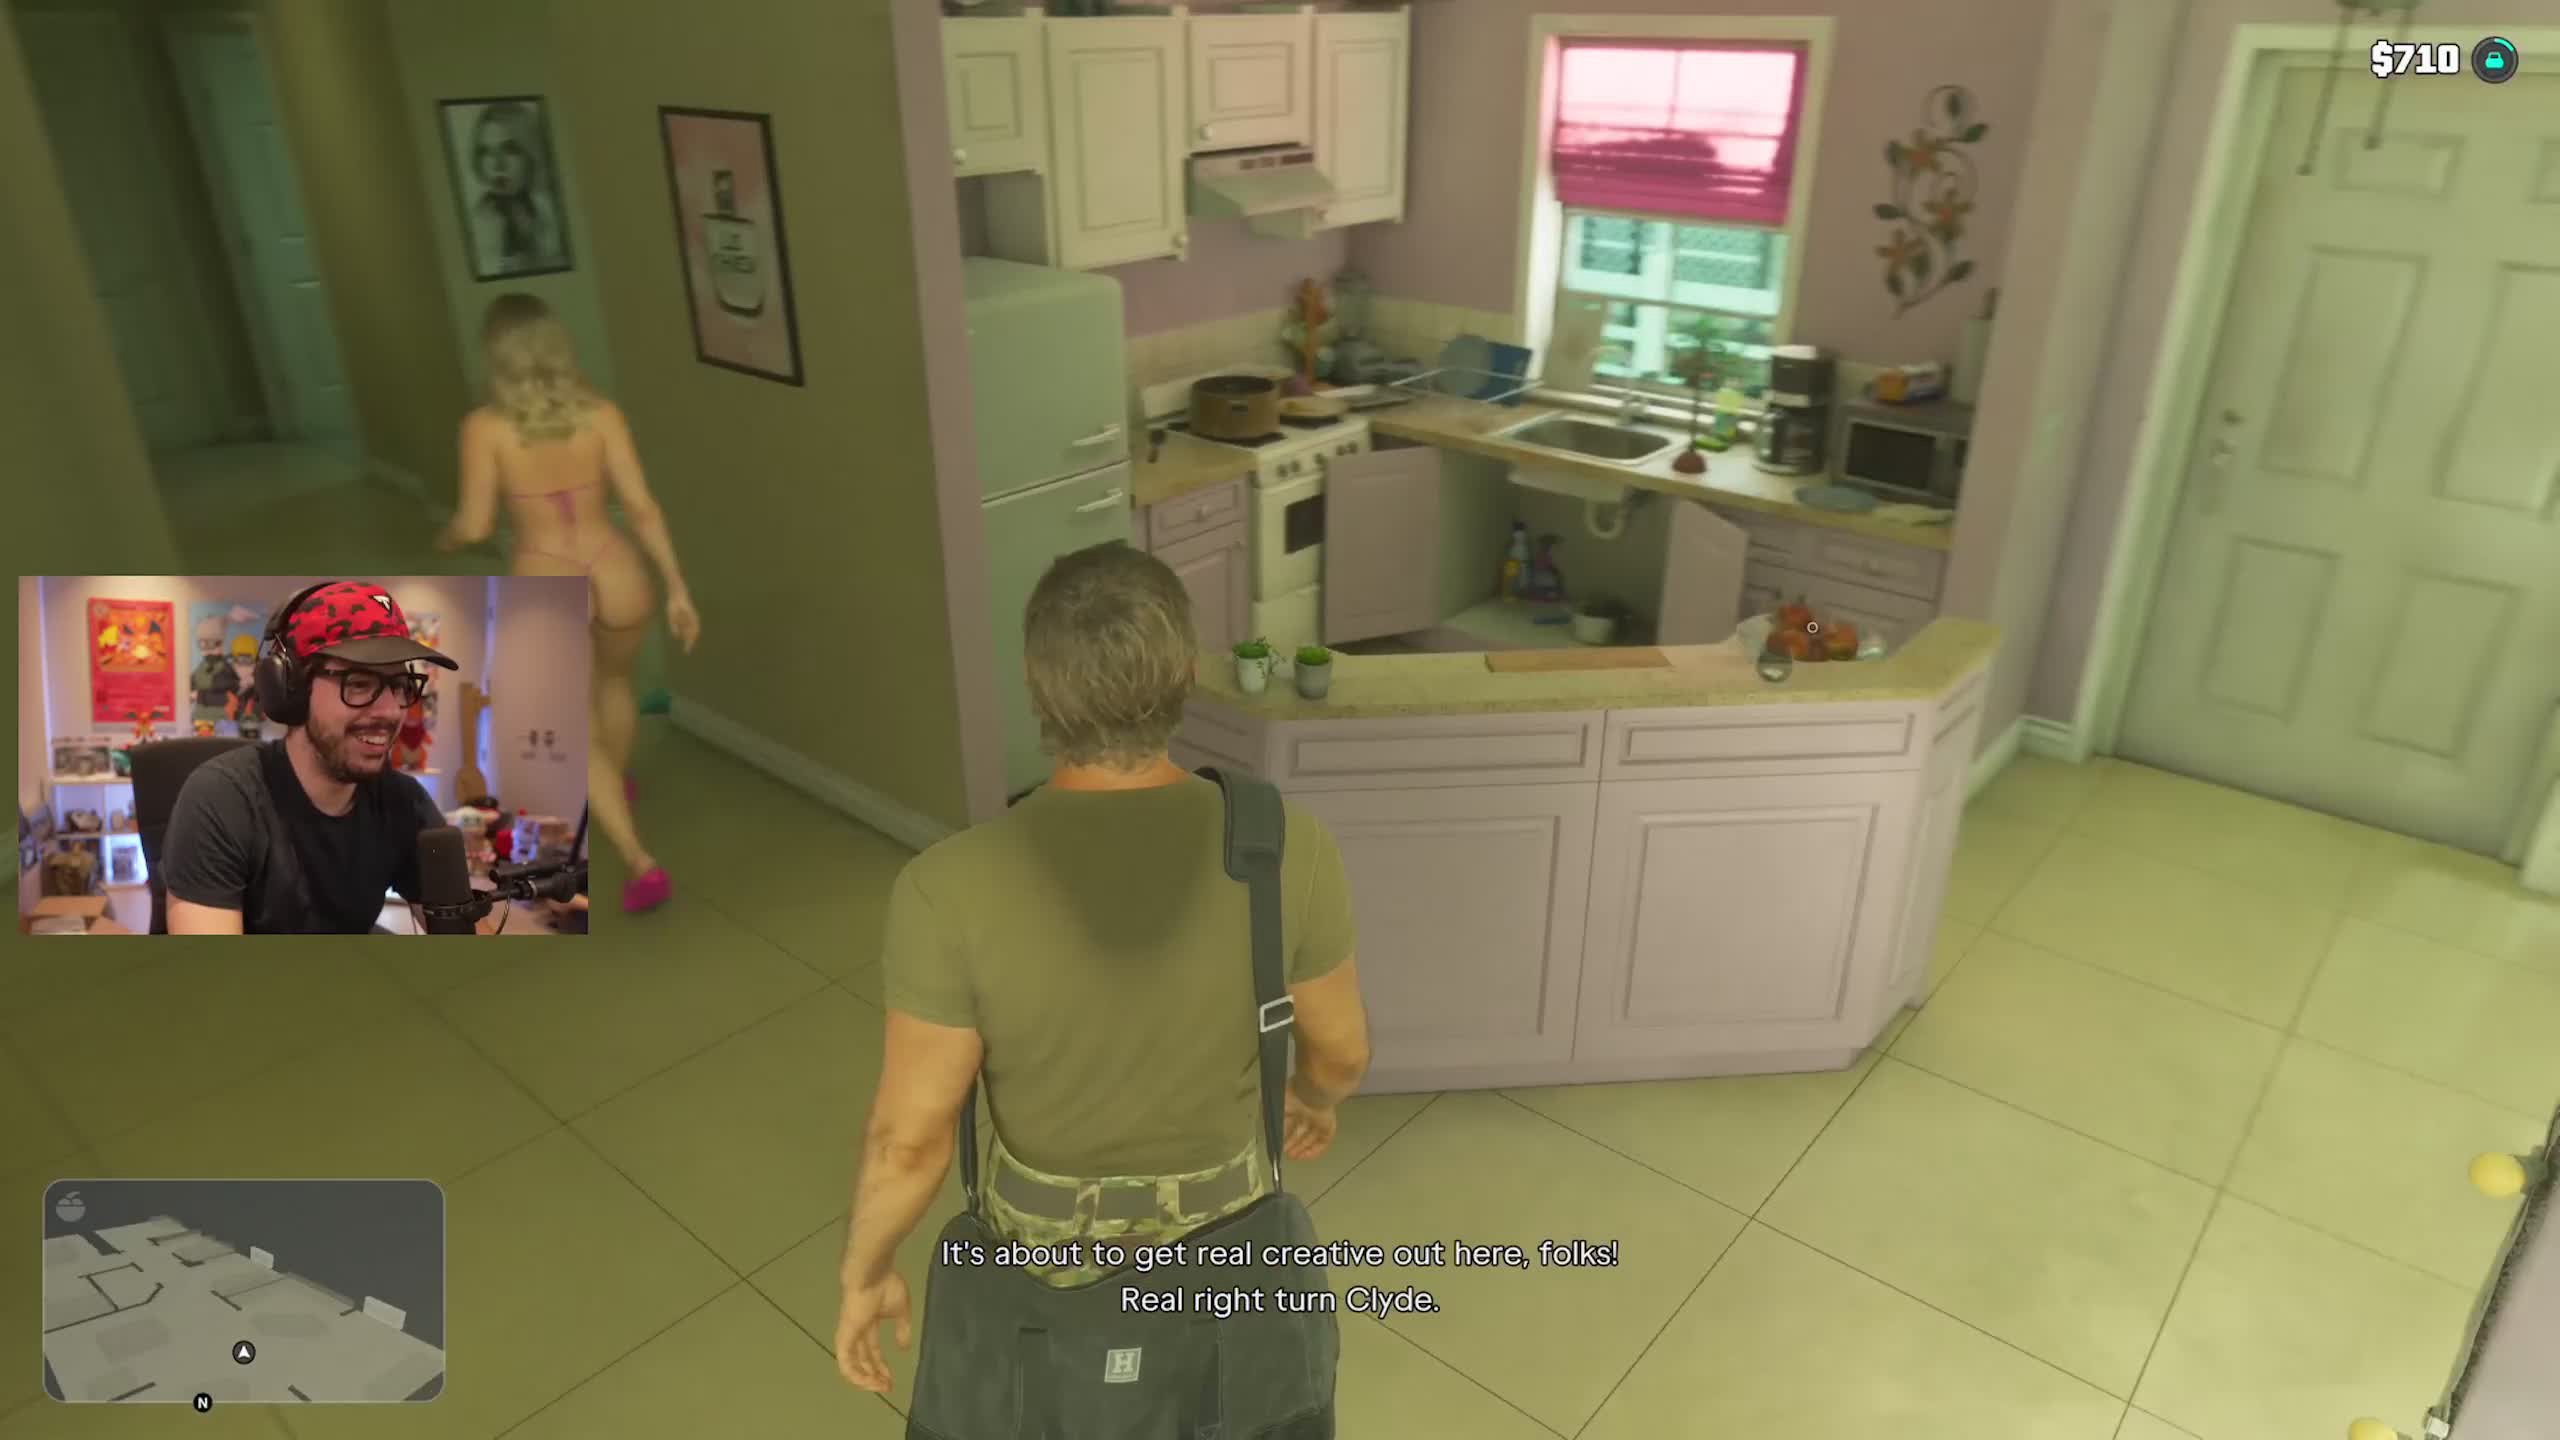 $710
It's about to get real creative out here, folks!
Real right turn Clyde.
H
N